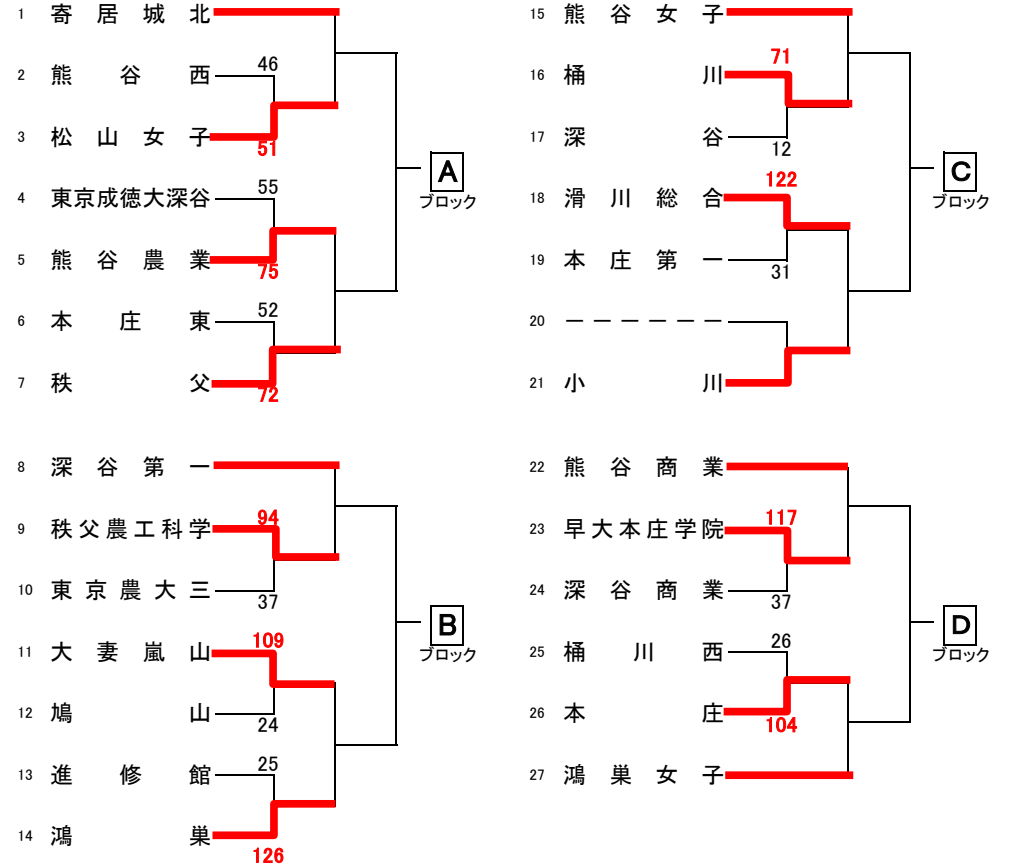 1 寄居城北
46
2 熊谷西
3 松山女子
51
55
4 東京成徳大深谷
5 熊谷農業
75
52
6 本庄東
7 秩父
72
A
ブロック
8 深谷第一
94
9 秩父農工科学
10 東京農大三
37
109
11 大妻嵐山
12 鳩山
24
25
13 進修館
14 鴻巣
126
B
ブロック
15 熊谷女子
71
16 桶川
17 深谷
12
122
18 滑川総合
19 本庄第一
31
20 ーーーーーー
21 小川
C
ブロック
22 熊谷商業
117
23 早大本庄学院
24 深谷商業
37
26
25 桶川西
26 本庄
104
27 鴻巣女子
D
ブロック